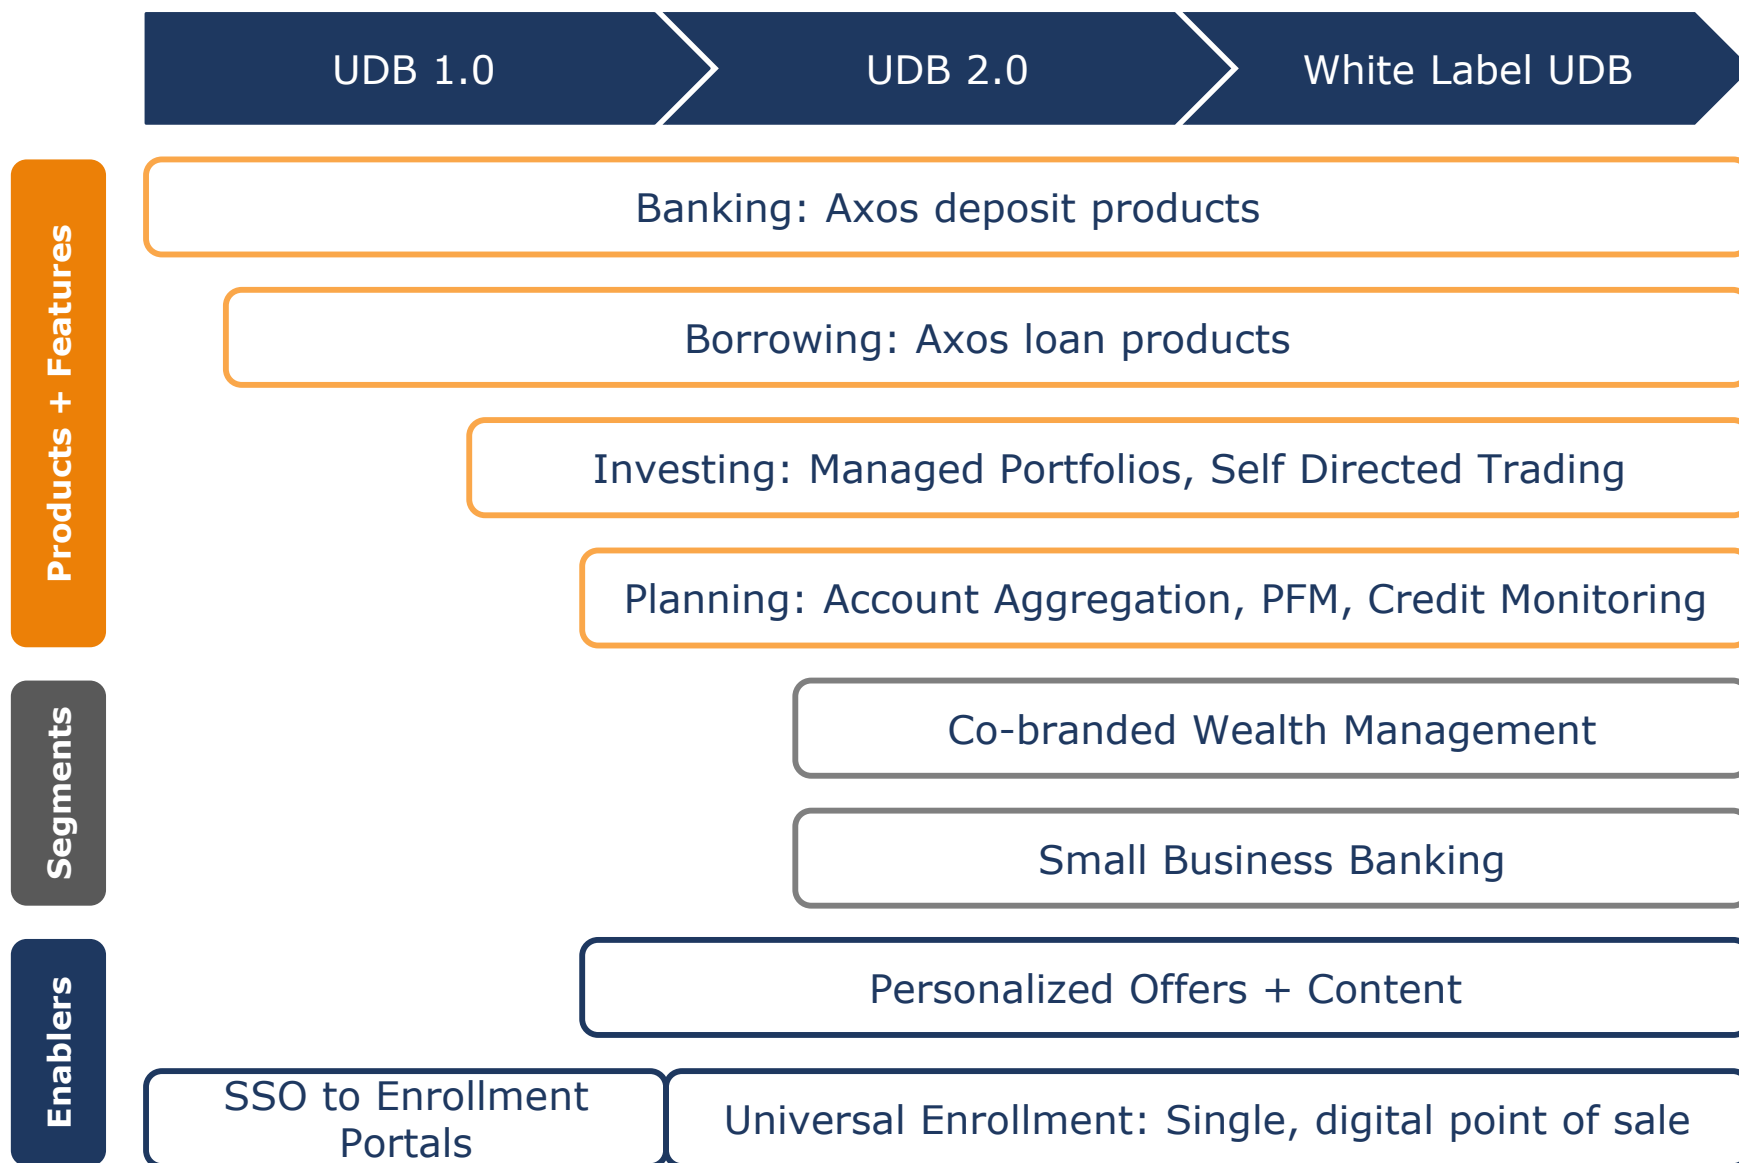 UDB 1.0
UDB 2.0
White Label UDB
Products + Features
Banking: Axos deposit products
Borrowing: Axos loan products
Investing: Managed Portfolios, Self Directed Trading
Planning: Account Aggregation, PFM, Credit Monitoring
Segments
Co-branded Wealth Management
Small Business Banking
Enablers
Personalized Offers + Content
SSO to Enrollment
Portals
Universal Enrollment: Single, digital point of sale